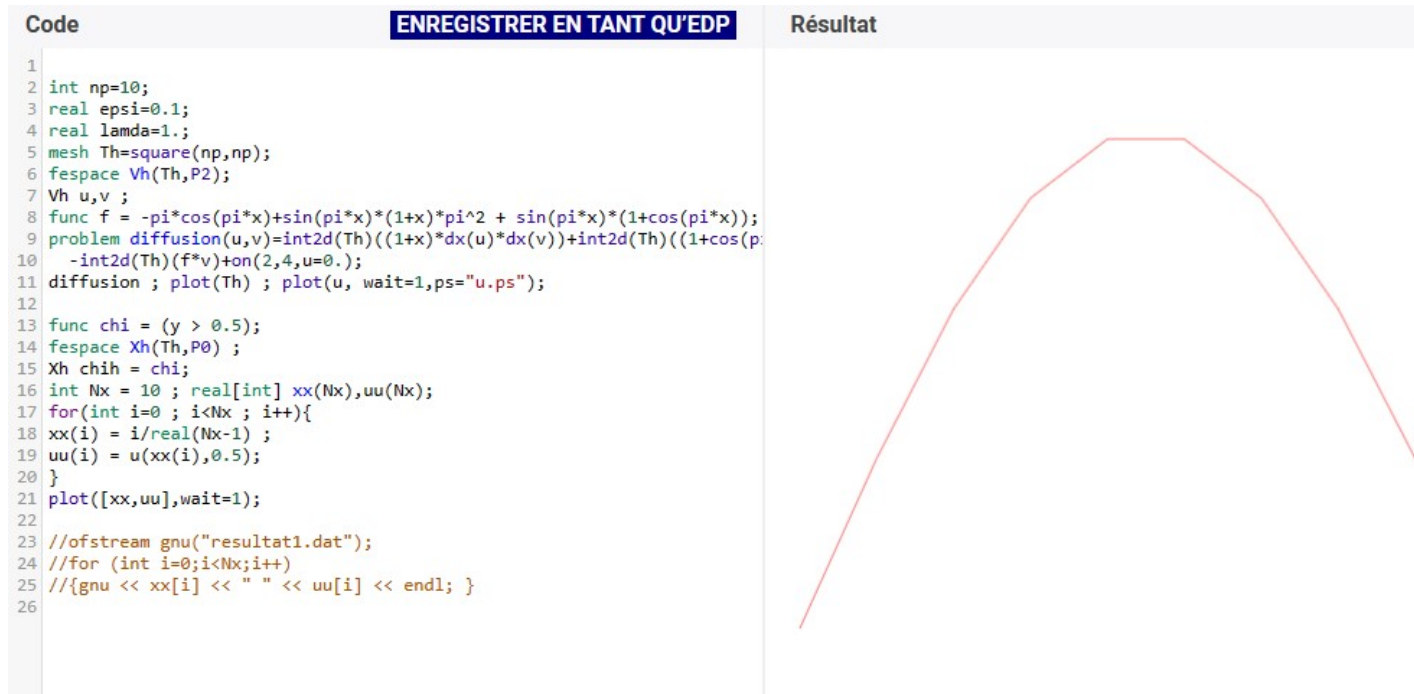 Code
ENREGISTRER EN TANT QU'EDP
Résultat
1
2 int np=10;
3 real epsi=0.1;
4 real lamda=1.;
5 mesh Th=square(np,np);
6 fespace Vh(Th,P2);
7 Vh u,v ;
8 func f = -pi*cos(pi*x)+sin(pi*x)*(1+x)*pi^2 + sin(pi*x)*(1+cos(pi*x));
9 problem diffusion(u,v)=int2d(Th)((1+x)*dx(u)*dx(v))+int2d(Th)((1+cos(p
10   -int2d(Th)(f*v)+on(2,4,u=0.);
11 diffusion ; plot(Th) ; plot(u, wait=1,ps="u.ps");
12
13 func chi = (y > 0.5);
14 fespace Xh(Th,P0) ;
15 Xh chih = chi;
16 int Nx = 10 ; real[int] xx(Nx),uu(Nx);
17 for(int i=0 ; i<Nx ; i++){
18 xx(i) = i/real(Nx-1) ;
19 uu(i) = u(xx(i),0.5);
20 }
21 plot([xx,uu],wait=1);
22
23 //ofstream gnu("resultat1.dat");
24 //for (int i=0;i<Nx;i++)
25 //{gnu << xx[i] << " " << uu[i] << endl; }
26